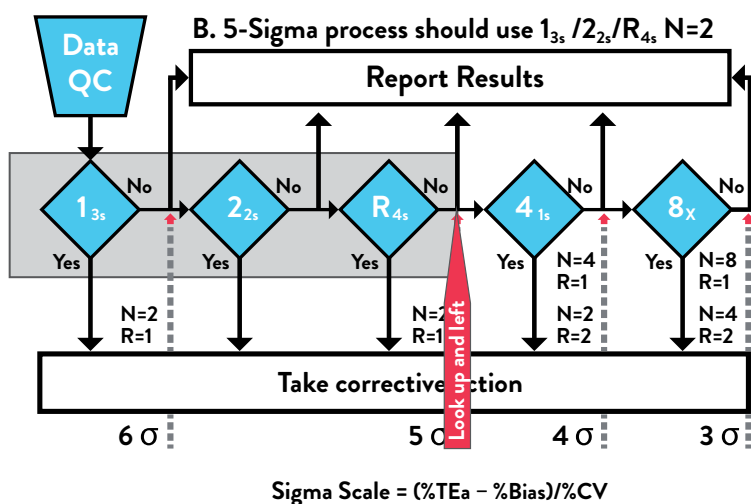 B. 5-Sigma process should use 1₃ₛ /2₂ₛ/R₄ₛ N=2
Data
QC
Report Results
No No No No No
1₃ₛ 2₂ₛ R₄ₛ 4₁ₛ 8ₓ
Yes Yes Yes Yes Yes
N=2
R=1
N=2
R=1
N=4
R=1
N=2
R=2
N=8
R=1
N=4
R=2
Look up and left
Take corrective action
6 σ 5 σ 4 σ 3 σ
Sigma Scale = (%TEa – %Bias)/%CV